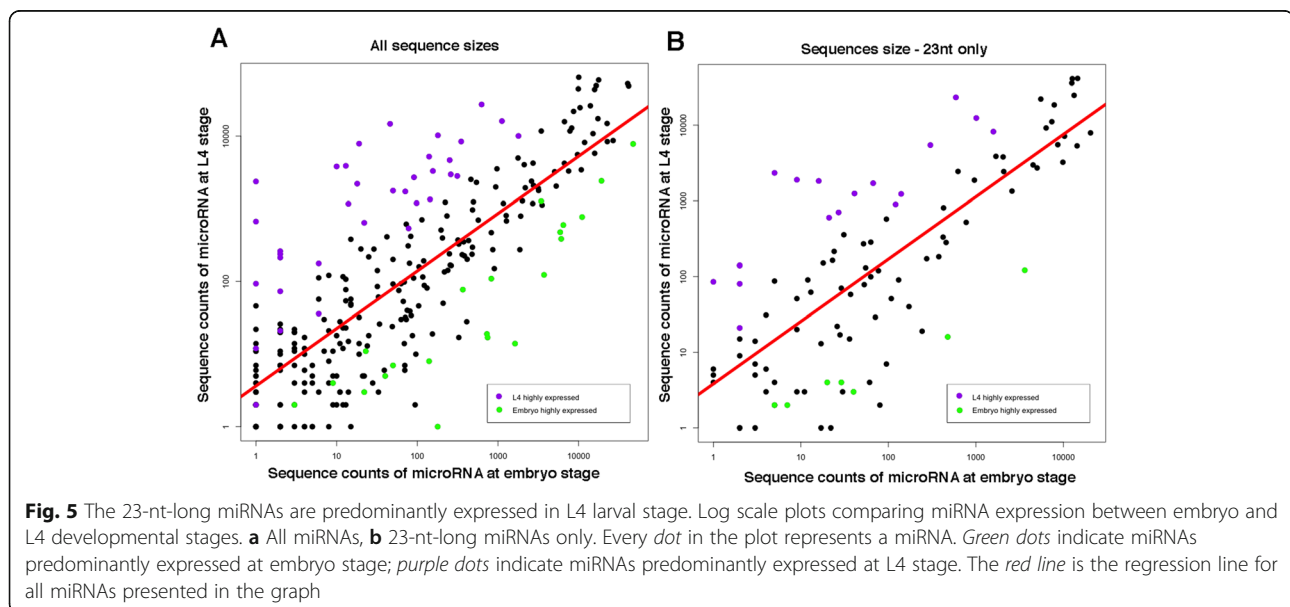 A
All sequence sizes
Sequence counts of microRNA at L4 stage
10000
100
1
1
10
100
1000
10000
Sequence counts of microRNA at embryo stage
L4 highly expressed
Embryo highly expressed
B
Sequences size - 23nt only
Sequence counts of microRNA at L4 stage
10000
1000
100
10
1
1
10
100
1000
10000
Sequence counts of microRNA at embryo stage
L4 highly expressed
Embryo highly expressed
Fig. 5 The 23-nt-long miRNAs are predominantly expressed in L4 larval stage. Log scale plots comparing miRNA expression between embryo and
L4 developmental stages. a All miRNAs, b 23-nt-long miRNAs only. Every dot in the plot represents a miRNA. Green dots indicate miRNAs
predominantly expressed at embryo stage; purple dots indicate miRNAs predominantly expressed at L4 stage. The red line is the regression line for
all miRNAs presented in the graph